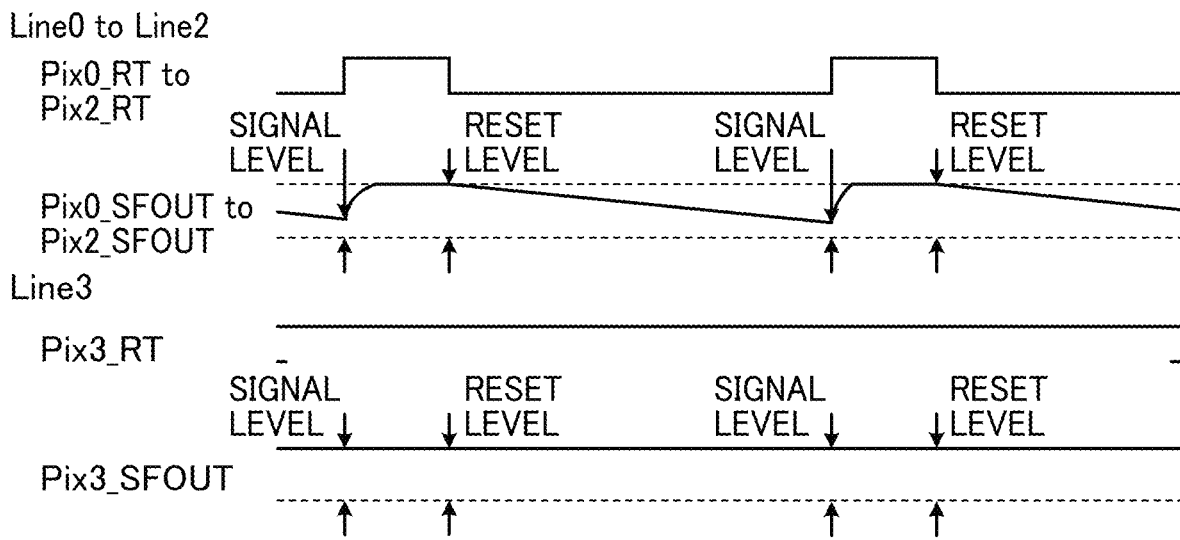 Line0 to Line2
Pix0_RT to
Pix2_RT
SIGNAL LEVEL
RESET LEVEL
SIGNAL LEVEL
RESET LEVEL
Pix0_SFOUT to
Pix2_SFOUT
Line3
Pix3_RT
SIGNAL LEVEL
RESET LEVEL
SIGNAL LEVEL
RESET LEVEL
Pix3_SFOUT